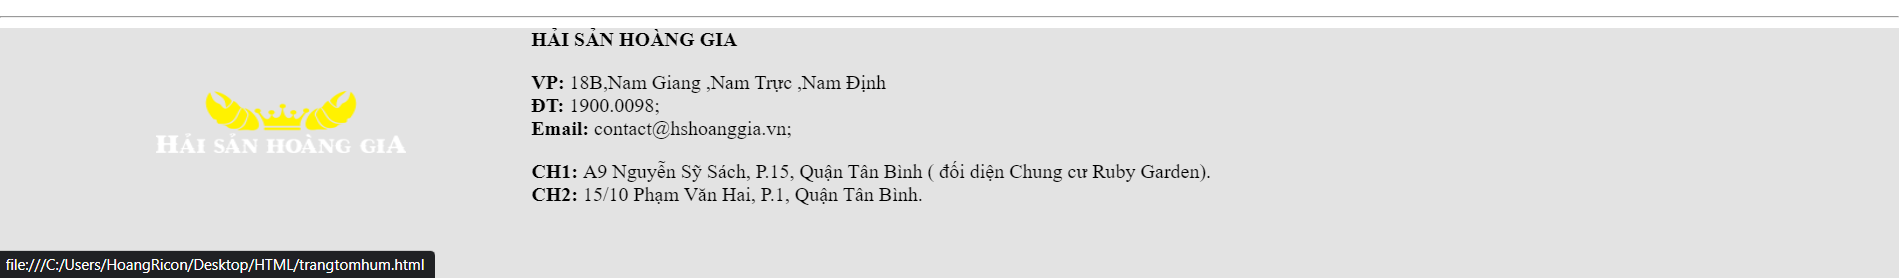 HẢI SẢN HOÀNG GIA
VP: 18B,Nam Giang ,Nam Trực ,Nam Định
ĐT: 1900.0098;
Email: contact@hshoanggia.vn;
HẢI SẢN HOÀNG GIA
CH1: A9 Nguyễn Sỹ Sách, P.15, Quận Tân Bình ( đối diện Chung cư Ruby Garden).
CH2: 15/10 Phạm Văn Hai, P.1, Quận Tân Bình.
file:///C:/Users/HoangRicon/Desktop/HTML/trangtomhum.html